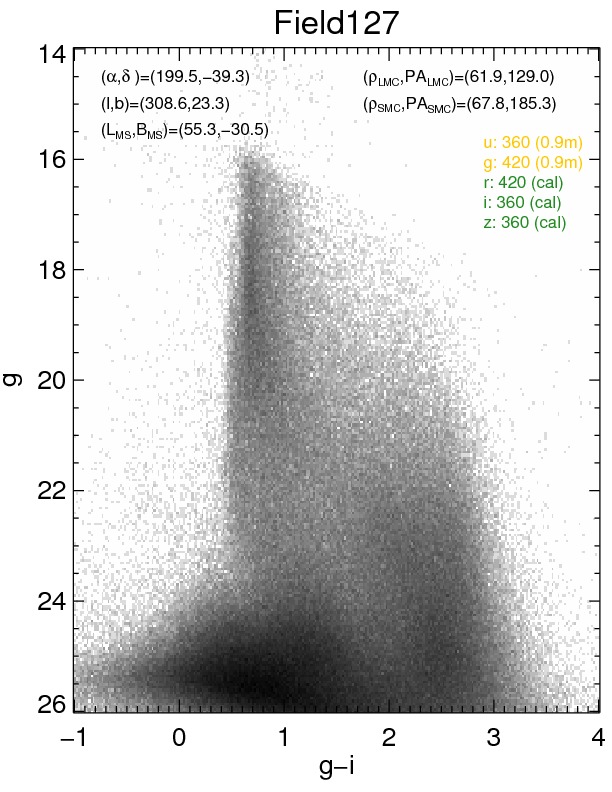 Field127
(α,δ )=(199.5,−39.3)
(ρLMC,PALMC)=(61.9,129.0)
(l,b)=(308.6,23.3)
(ρSMC,PASMC)=(67.8,185.3)
(LMS,BMS)=(55.3,−30.5)
u: 360 (0.9m)
g: 420 (0.9m)
r: 420 (cal)
i: 360 (cal)
z: 360 (cal)
14
16
18
20
22
24
26
g
−1 0 1 2 3 4
g−i